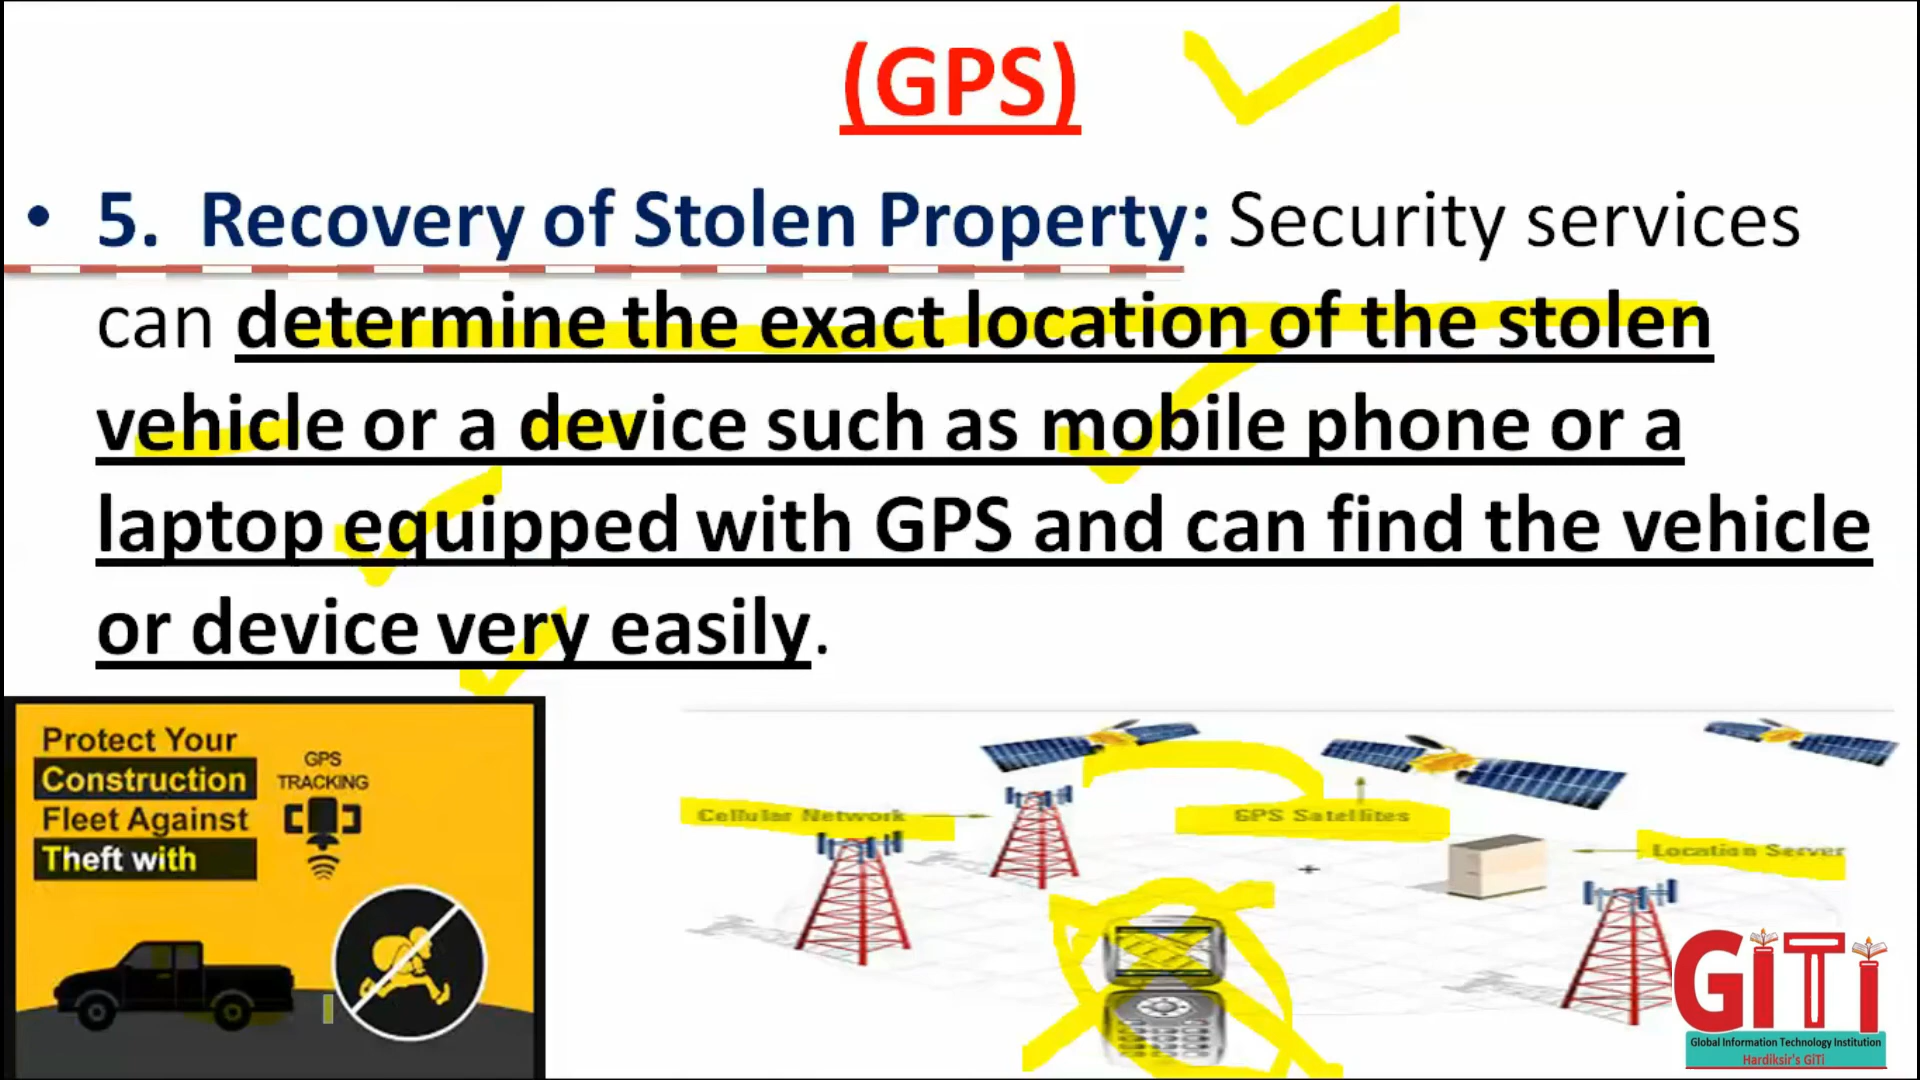 (GPS)
• 5. Recovery of Stolen Property: Security services
can determine the exact location of the stolen
vehicle or a device such as mobile phone or a
laptop equipped with GPS and can find the vehicle
or device very easily.
Protect Your
Construction
Fleet Against
Theft with
GPS
TRACKING
Cellular Network
GPS Satellites
Location Server
GiTi
Global Information Technology Institution
Hardiksir's GiTi